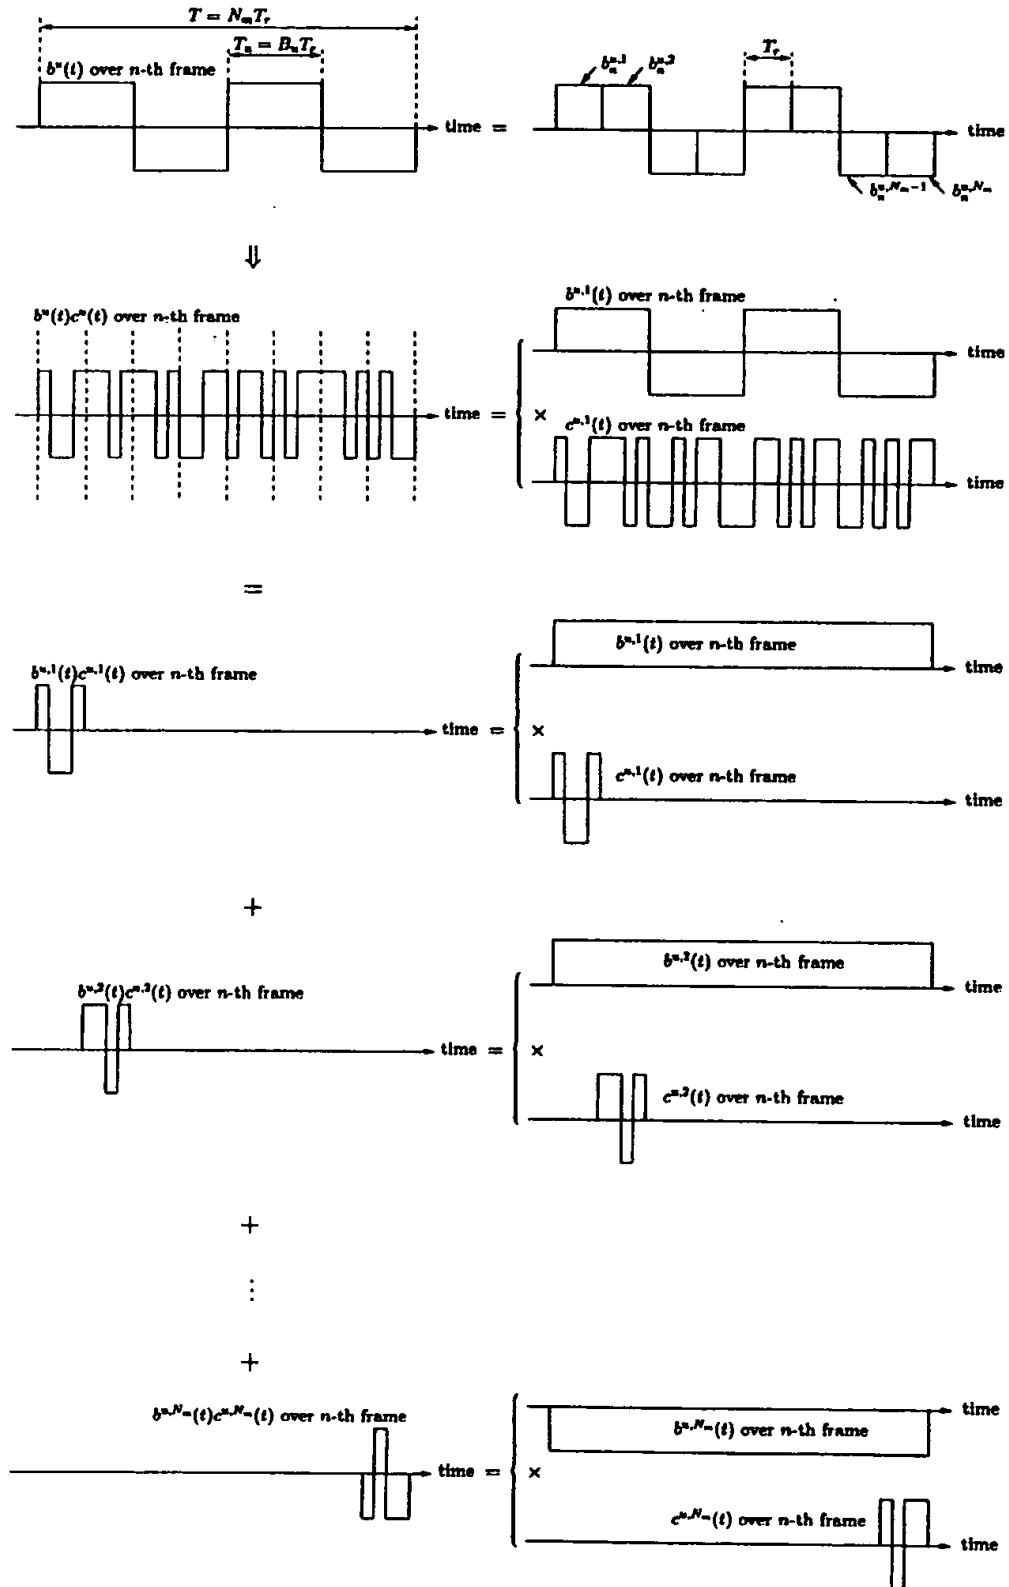 T = N_m T_r
T_u = B_u T_r
b^u(t) over n-th frame
time =
b_n^{u,1} b_n^{u,2}
T_r
time
b_n^{u,N_m-1} b_n^{u,N_m}
⇓
b^u(t)c^u(t) over n-th frame
time =
b^{u,1}(t) over n-th frame
time
×
c^{u,1}(t) over n-th frame
time
=
b^{u,1}(t)c^{u,1}(t) over n-th frame
time =
b^{u,1}(t) over n-th frame
time
×
c^{u,1}(t) over n-th frame
time
+
b^{u,2}(t)c^{u,2}(t) over n-th frame
time =
b^{u,2}(t) over n-th frame
time
×
c^{u,2}(t) over n-th frame
time
+
⋮
+
b^{u,N_m}(t)c^{u,N_m}(t) over n-th frame
time =
b^{u,N_m}(t) over n-th frame
time
×
c^{u,N_m}(t) over n-th frame
time